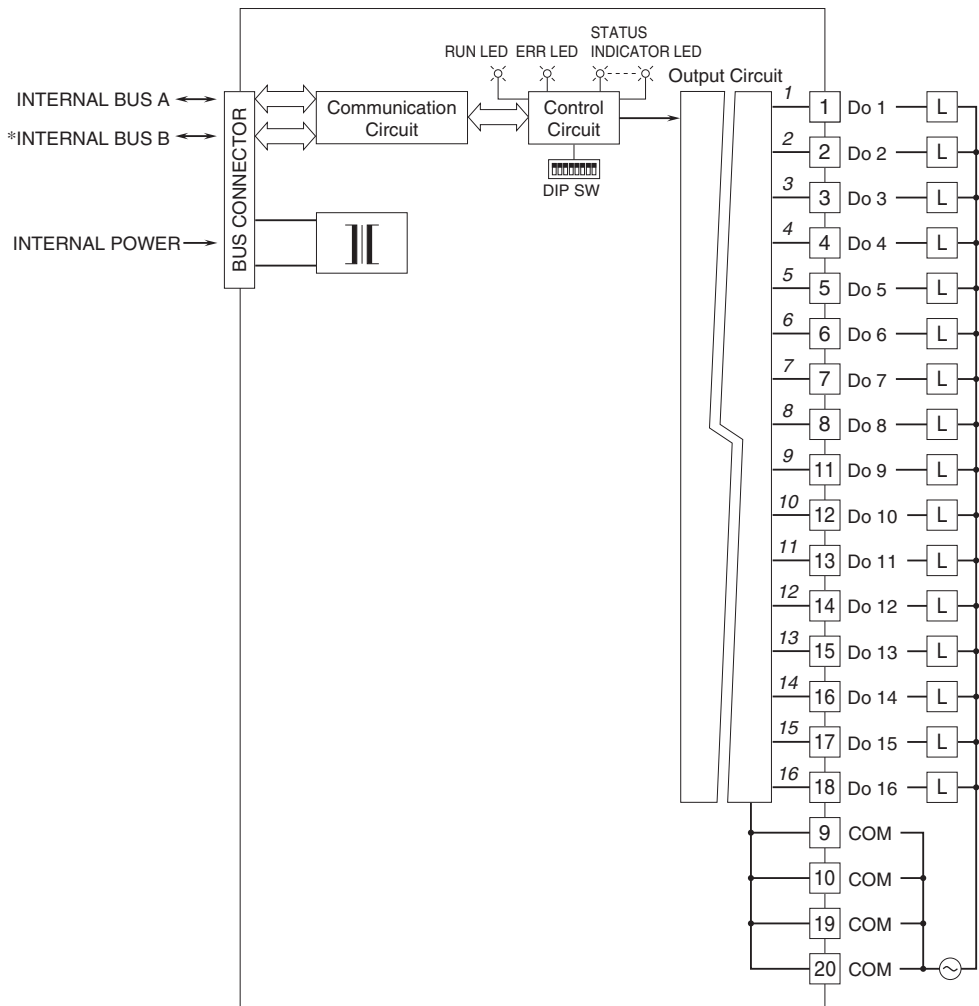 STATUS
RUN LED ERR LED INDICATOR LED
Output Circuit
INTERNAL BUS A
*INTERNAL BUS B
INTERNAL POWER
BUS CONNECTOR
Communication
Circuit
Control
Circuit
DIP SW
1 1 Do 1 L
2 2 Do 2 L
3 3 Do 3 L
4 4 Do 4 L
5 5 Do 5 L
6 6 Do 6 L
7 7 Do 7 L
8 8 Do 8 L
9 11 Do 9 L
10 12 Do 10 L
11 13 Do 11 L
12 14 Do 12 L
13 15 Do 13 L
14 16 Do 14 L
15 17 Do 15 L
16 18 Do 16 L
9 COM
10 COM
19 COM
20 COM